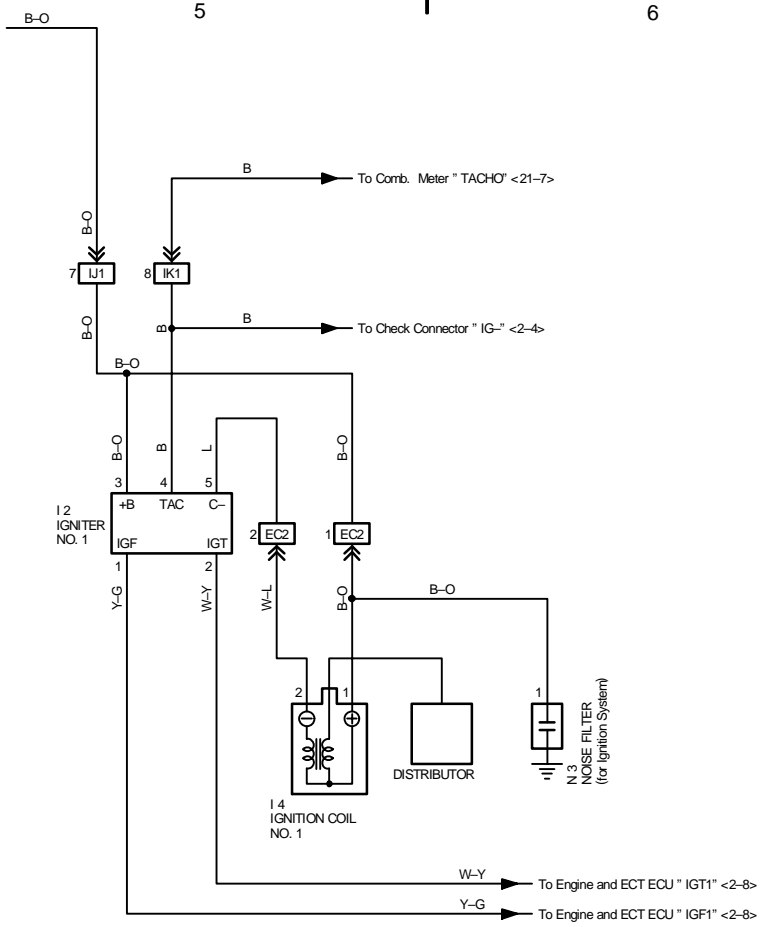 5
6
B–O
B
To Comb. Meter " TACHO" <21–7>
B–O
7 IJ1
8 IK1
B–O
B
B
To Check Connector " IG–" <2–4>
B–O
B–O
B
L
B–O
3
4
5
+B
TAC
C–
I 2
IGNITER
NO. 1
IGF
IGT
1
2
2 EC2
1 EC2
Y–G
W–Y
W–L
B–O
B–O
2
1
1
DISTRIBUTOR
N 3
NOISE FILTER
(for Ignition System)
I 4
IGNITION COIL
NO. 1
W–Y
To Engine and ECT ECU " IGT1" <2–8>
Y–G
To Engine and ECT ECU " IGF1" <2–8>